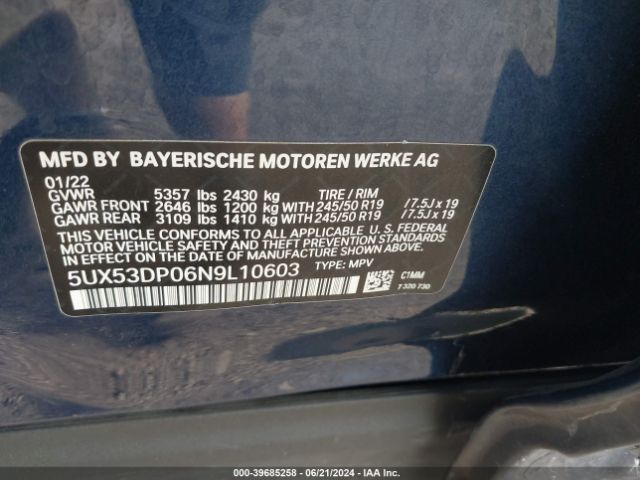 MFD BY BAYERISCHE MOTOREN WERKE AG
01/22
GVWR 5357 lbs 2430 kg TIRE / RIM
GAWR FRONT 2646 lbs 1200 kg WITH 245/50 R19 / 7.5J x 19
GAWR REAR 3109 lbs 1410 kg WITH 245/50 R19 / 7.5J x 19
THIS VEHICLE CONFORMS TO ALL APPLICABLE U. S. FEDERAL
MOTOR VEHICLE SAFETY AND THEFT PREVENTION STANDARDS
IN EFFECT ON THE DATE OF MANUFACTURE SHOWN ABOVE.
5UX53DP06N9L10603 TYPE: MPV
C1MM
7 320 730
000-39685258 - 06/21/2024 - IAA Inc.